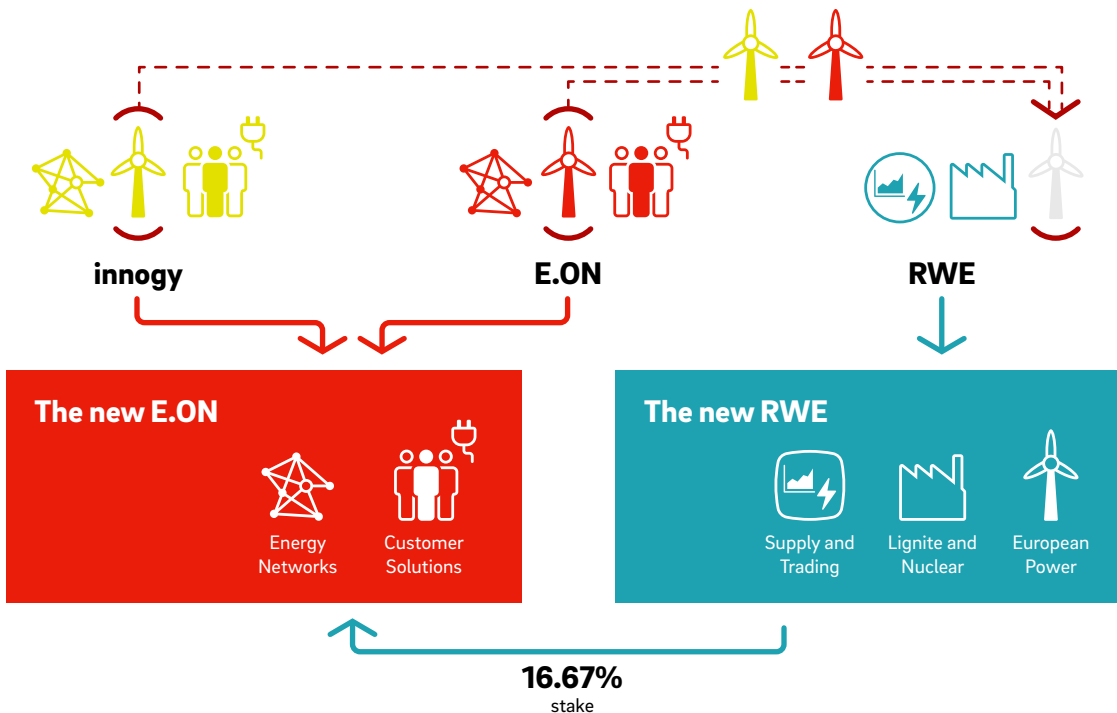 innogy
E.ON
RWE
The new E.ON
Energy
Networks
Customer
Solutions
The new RWE
Supply and
Trading
Lignite and
Nuclear
European
Power
16.67%
stake